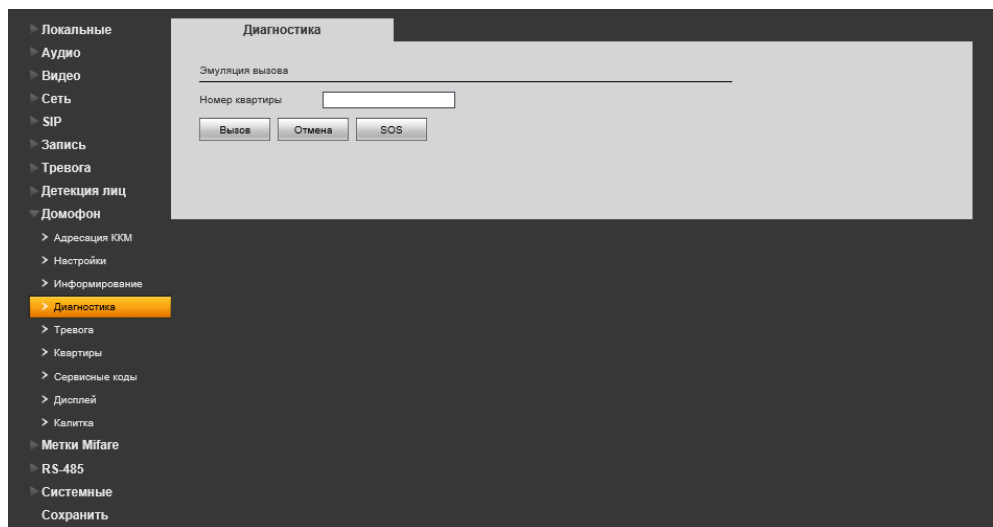 Локальные
Аудио
Видео
Сеть
SIP
Запись
Тревога
Детекция лиц
Домофон
Адресация ККМ
Настройки
Информирование
Диагностика
Тревога
Квартиры
Сервисные коды
Дисплей
Калитка
Метки Mifare
RS-485
Системные
Сохранить
Диагностика
Эмуляция вызова
Номер квартиры
Вызов Отмена SOS